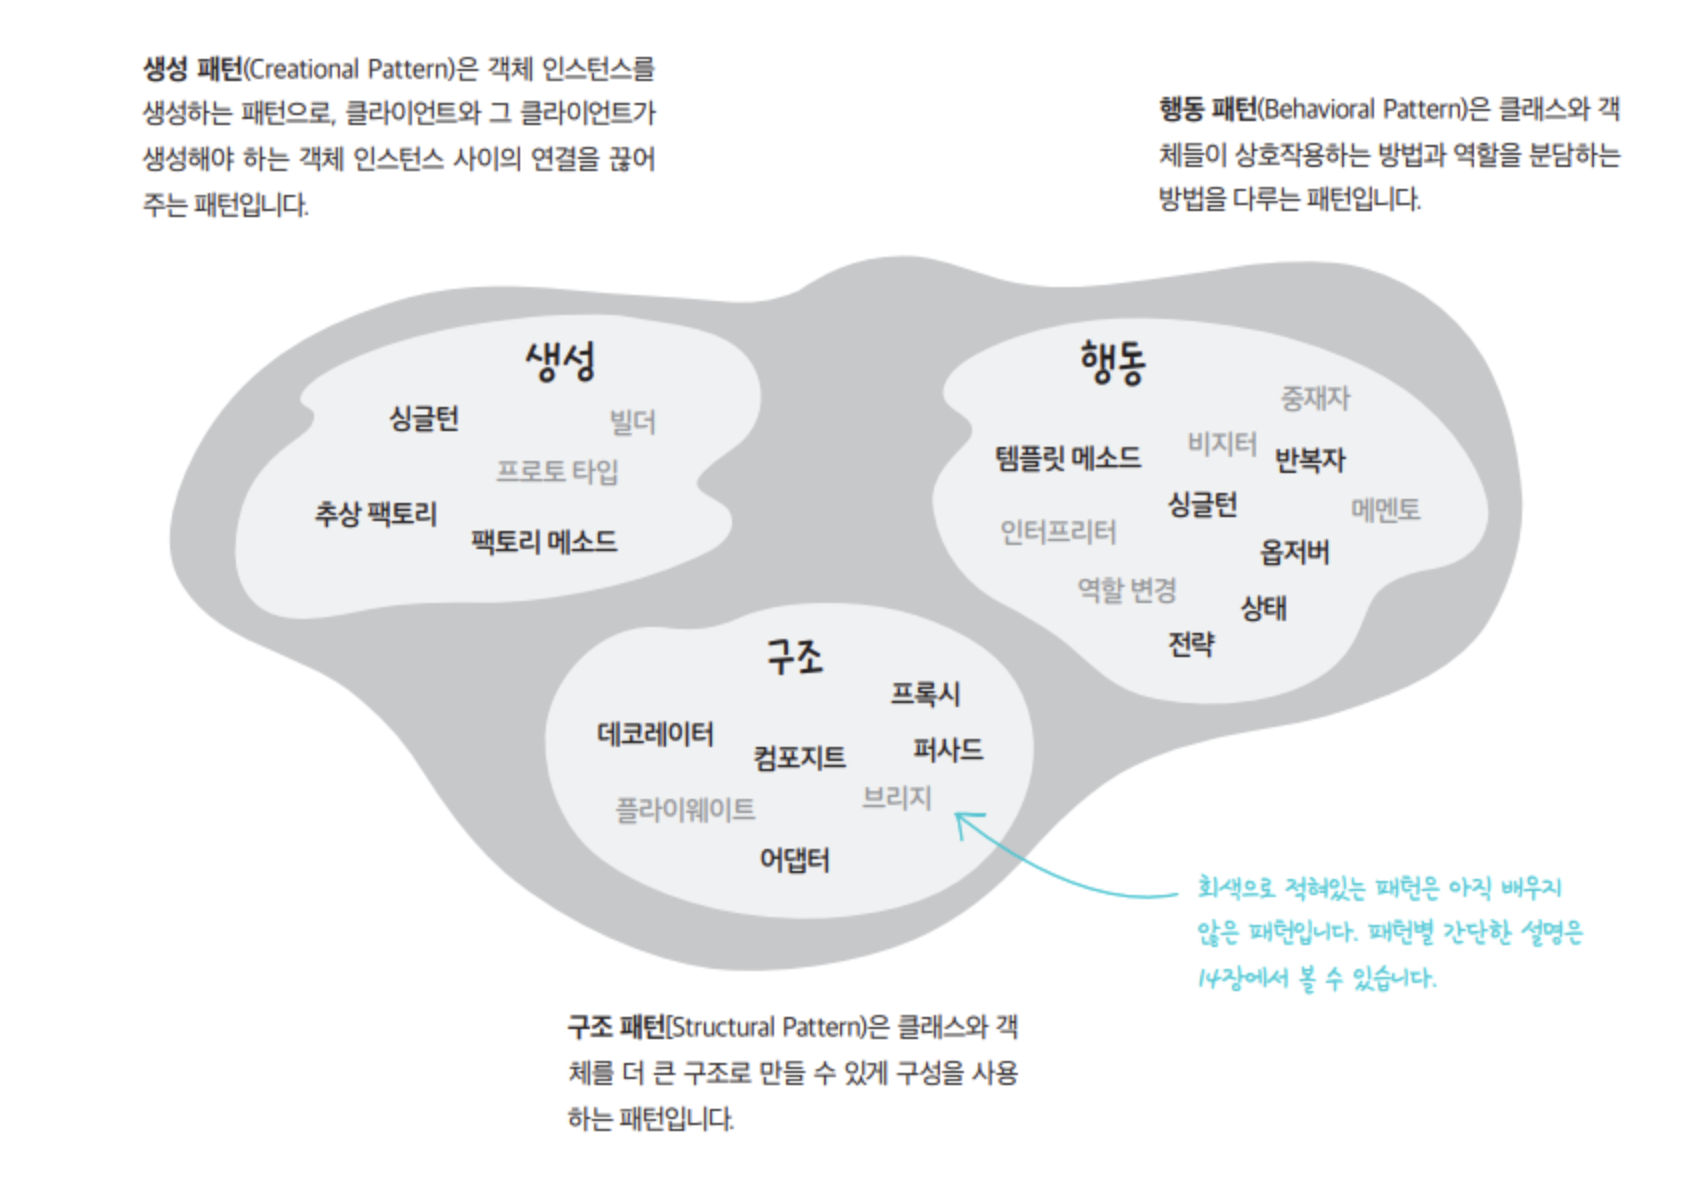 생성 패턴(Creational Pattern)은 객체 인스턴스를
생성하는 패턴으로, 클라이언트와 그 클라이언트가
생성해야 하는 객체 인스턴스 사이의 연결을 끊어
주는 패턴입니다.
행동 패턴(Behavioral Pattern)은 클래스와 객
체들이 상호작용하는 방법과 역할을 분담하는
방법을 다루는 패턴입니다.
생성
싱글턴
빌더
프로토 타입
추상 팩토리
팩토리 메소드
행동
중재자
비지터
템플릿 메소드
반복자
싱글턴
메멘토
인터프리터
옵저버
역할 변경
상태
전략
구조
프록시
데코레이터
퍼사드
컴포지트
브리지
플라이웨이트
어댑터
회색으로 적혀있는 패턴은 아직 배우지
않은 패턴입니다. 패턴별 간단한 설명은
14장에서 볼 수 있습니다.
구조 패턴[Structural Pattern)은 클래스와 객
체를 더 큰 구조로 만들 수 있게 구성을 사용
하는 패턴입니다.